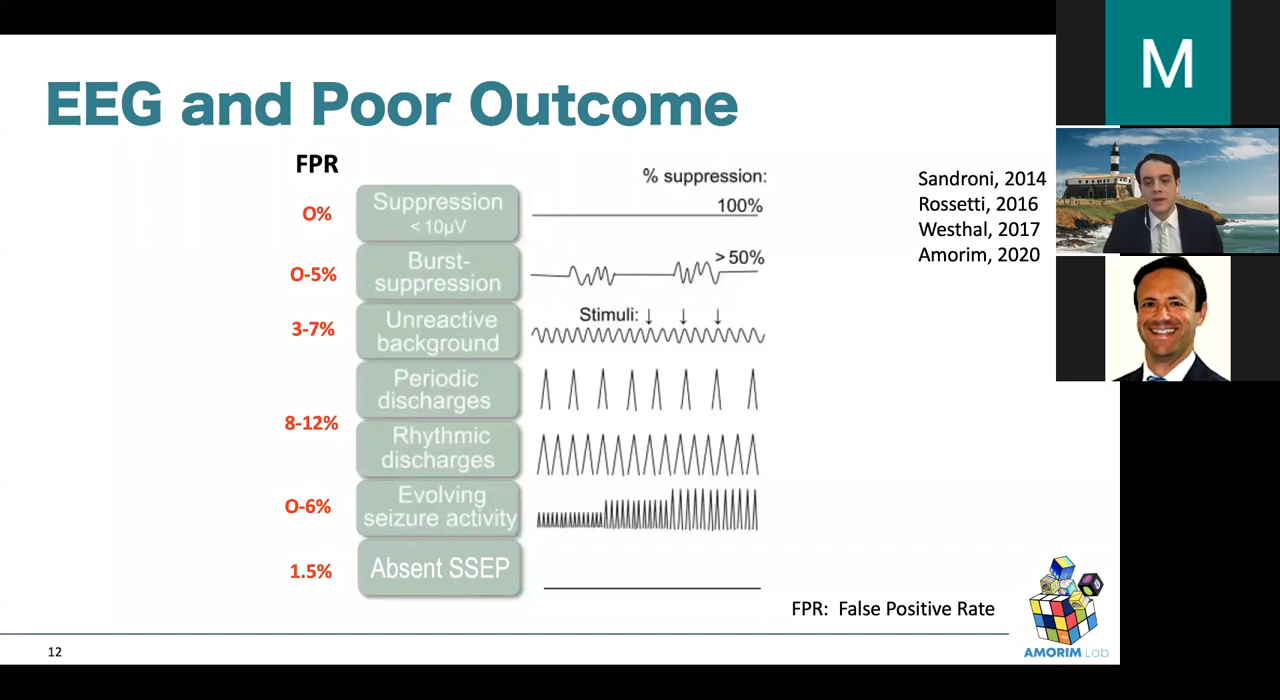 EEG and Poor Outcome
FPR
% suppression:
O%
Suppression
< 10µV
100%
O-5%
Burst-
suppression
> 50%
3-7%
Unreactive
background
Stimuli:
8-12%
Periodic
discharges
Rhythmic
discharges
O-6%
Evolving
seizure activity
1.5%
Absent SSEP
Sandroni, 2014
Rossetti, 2016
Westhal, 2017
Amorim, 2020
FPR: False Positive Rate
AMORIM Lab
12
M